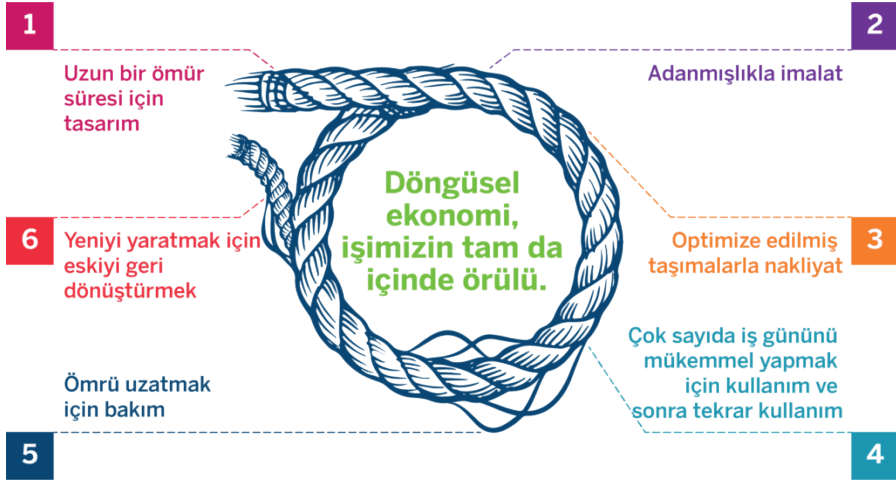 1
Uzun bir ömür
süresi için
tasarım
2
Adanmışlıkla imalat
Döngüsel
ekonomi,
işimizin tam da
içinde örülü.
3
Optimize edilmiş
taşımalarla nakliyat
4
Çok sayıda iş gününü
mükemmel yapmak
için kullanım ve
sonra tekrar kullanım
5
Ömrü uzatmak
için bakım
6
Yeniyi yaratmak için
eskiyi geri
dönüştürmek